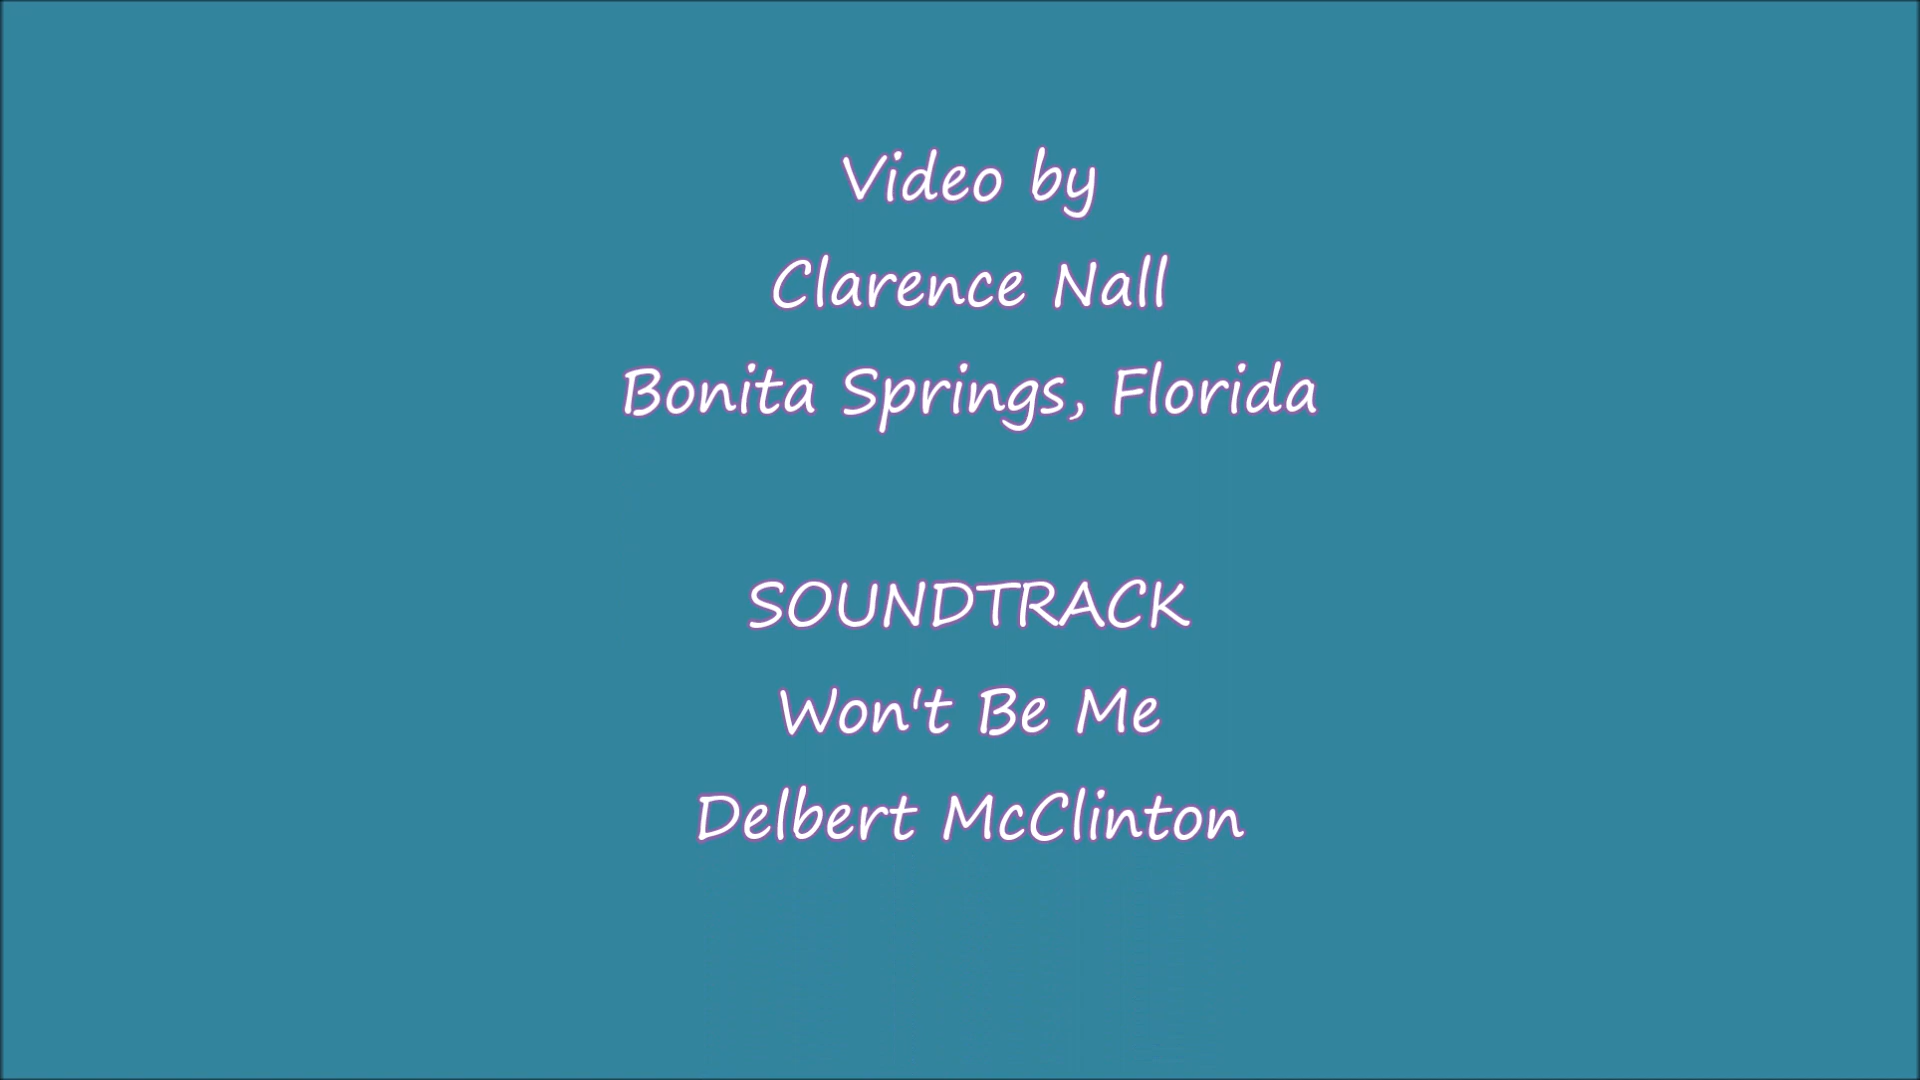 Video by
Clarence Nall
Bonita Springs, Florida
SOUNDTRACK
Won't Be Me
Delbert McClinton